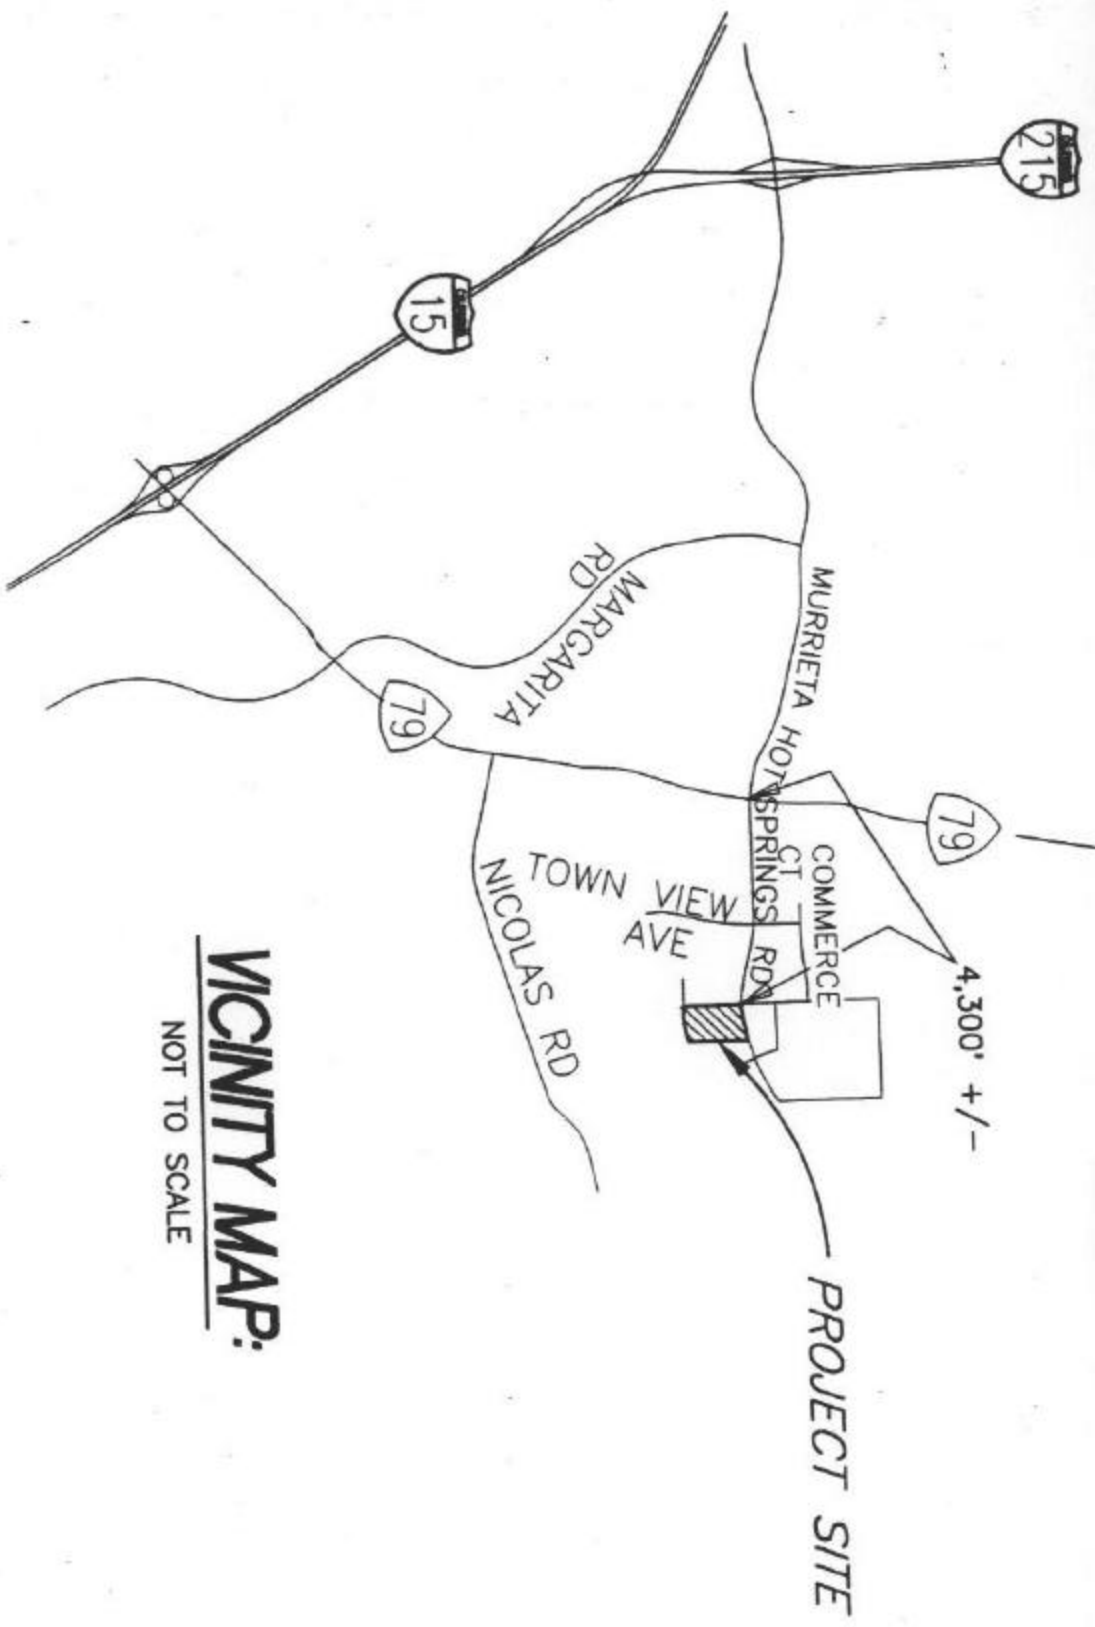 215
15
79
79
MURRIETA HOT SPRINGS RD
MARGARITA
RD
COMMERCE
CT
TOWN VIEW
AVE
NICOLAS RD
4,300' +/-
PROJECT SITE
VICINITY MAP:
NOT TO SCALE